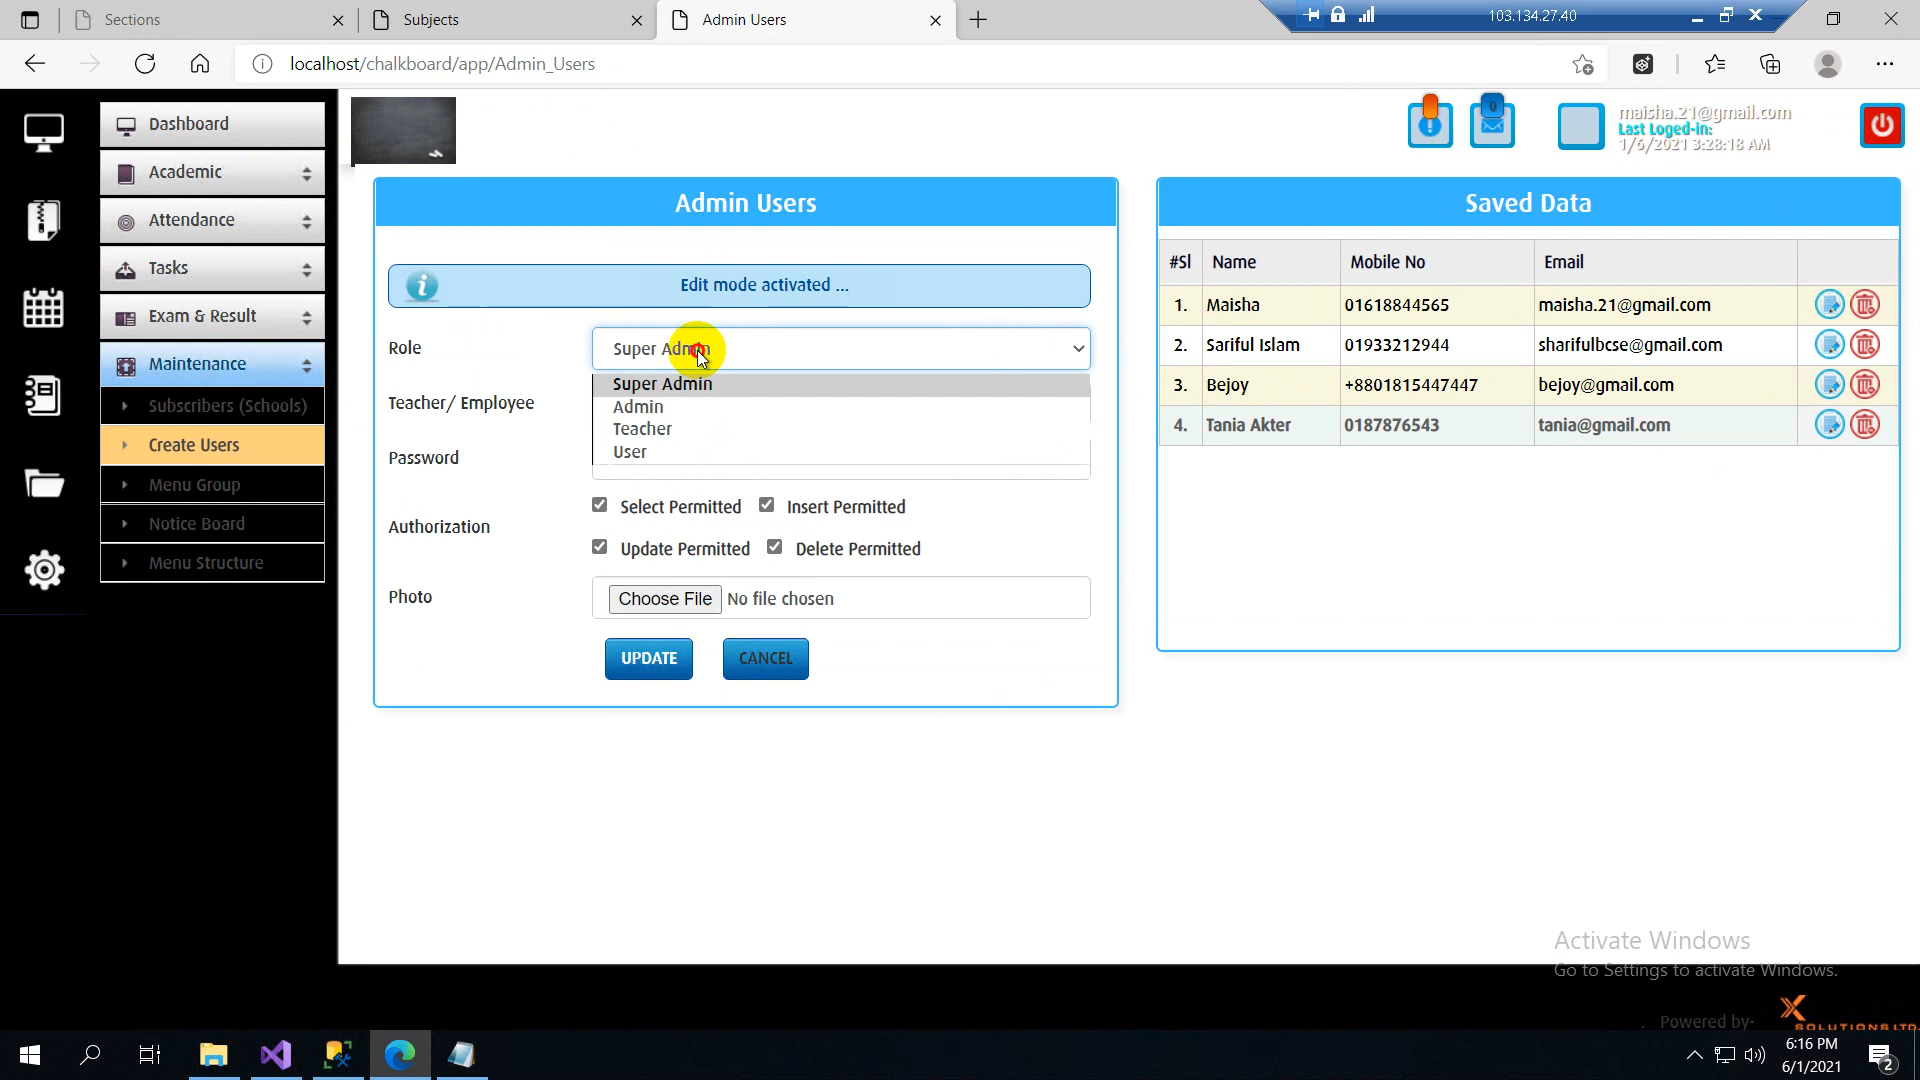 Sections
Subjects
Admin Users
103.134.27.40
localhost/chalkboard/app/Admin_Users
Dashboard
Academic
Attendance
Tasks
Exam & Result
Maintenance
Subscribers (Schools)
Create Users
Menu Group
Notice Board
Menu Structure
0
maisha.21@gmail.com
Last Loged-in:
1/6/2021 3:28:18 AM
Admin Users
Edit mode activated ...
Role
Super Admin
Super Admin
Admin
Teacher
User
Teacher/ Employee
Password
Authorization
Select Permitted Insert Permitted
Update Permitted Delete Permitted
Photo
Choose File No file chosen
UPDATE CANCEL
Saved Data
#Sl Name Mobile No Email
1. Maisha 01618844565 maisha.21@gmail.com
2. Sariful Islam 01933212944 sharifulbcse@gmail.com
3. Bejoy +8801815447447 bejoy@gmail.com
4. Tania Akter 0187876543 tania@gmail.com
Activate Windows
Go to Settings to activate Windows.
. Powered by-
X
SOLUTIONS LTD
6:16 PM
6/1/2021
2